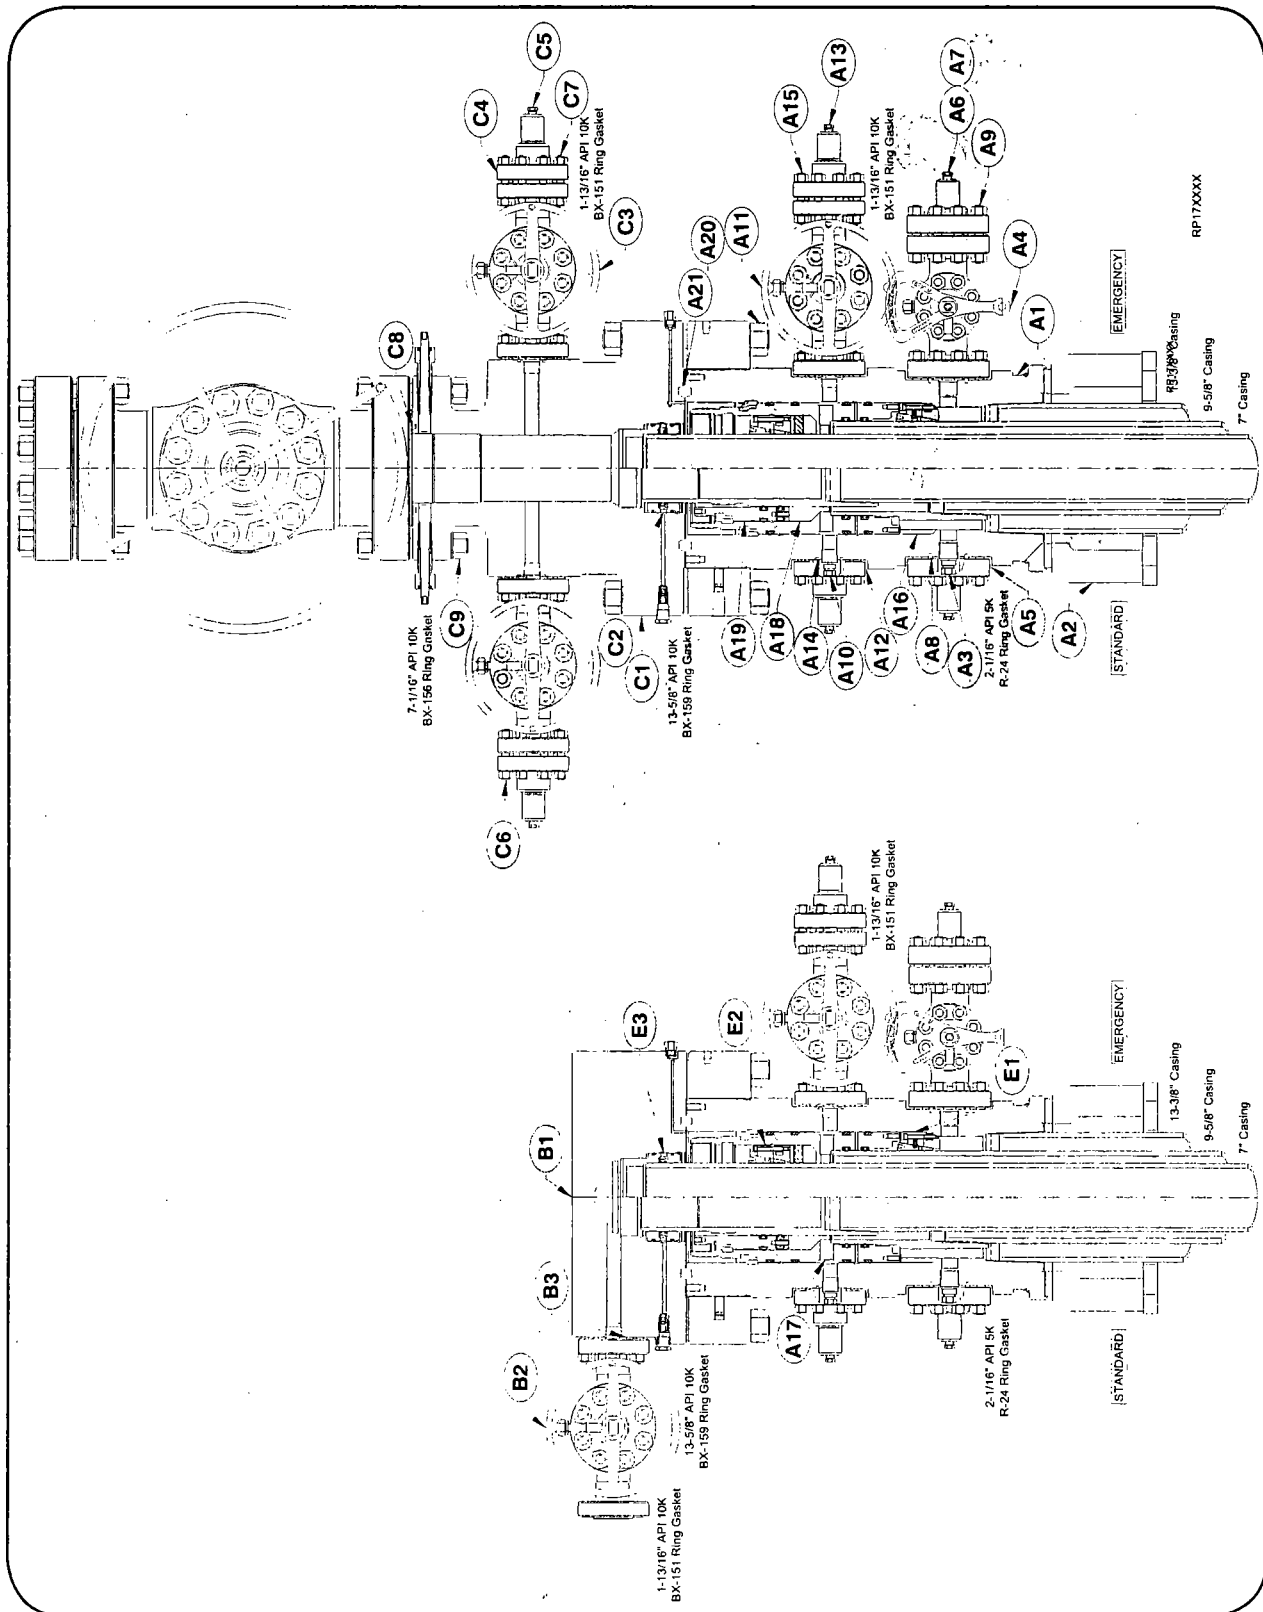 C5
C4
C7
1-13/16" API 10K
BX-151 Ring Gasket
C3
C8
C9
7-1/16" API 10K
BX-156 Ring Gasket
C6
C2
C1
13-5/8" API 10K
BX-159 Ring Gasket
A15
A13
1-13/16" API 10K
BX-151 Ring Gasket
A21
A20
A11
A7
A6
A9
A4
A1
A19
A18
A14
A10
A12
A16
A8
A3
2-1/16" API 5K
R-24 Ring Gasket
A5
A2
STANDARD
EMERGENCY
RP17XXXX
13-3/8" Casing
9-5/8" Casing
7" Casing
B1
B3
B2
1-13/16" API 10K
BX-151 Ring Gasket
13-5/8" API 10K
BX-159 Ring Gasket
E3
E2
E1
1-13/16" API 10K
BX-151 Ring Gasket
A17
2-1/16" API 5K
R-24 Ring Gasket
STANDARD
EMERGENCY
13-3/8" Casing
9-5/8" Casing
7" Casing